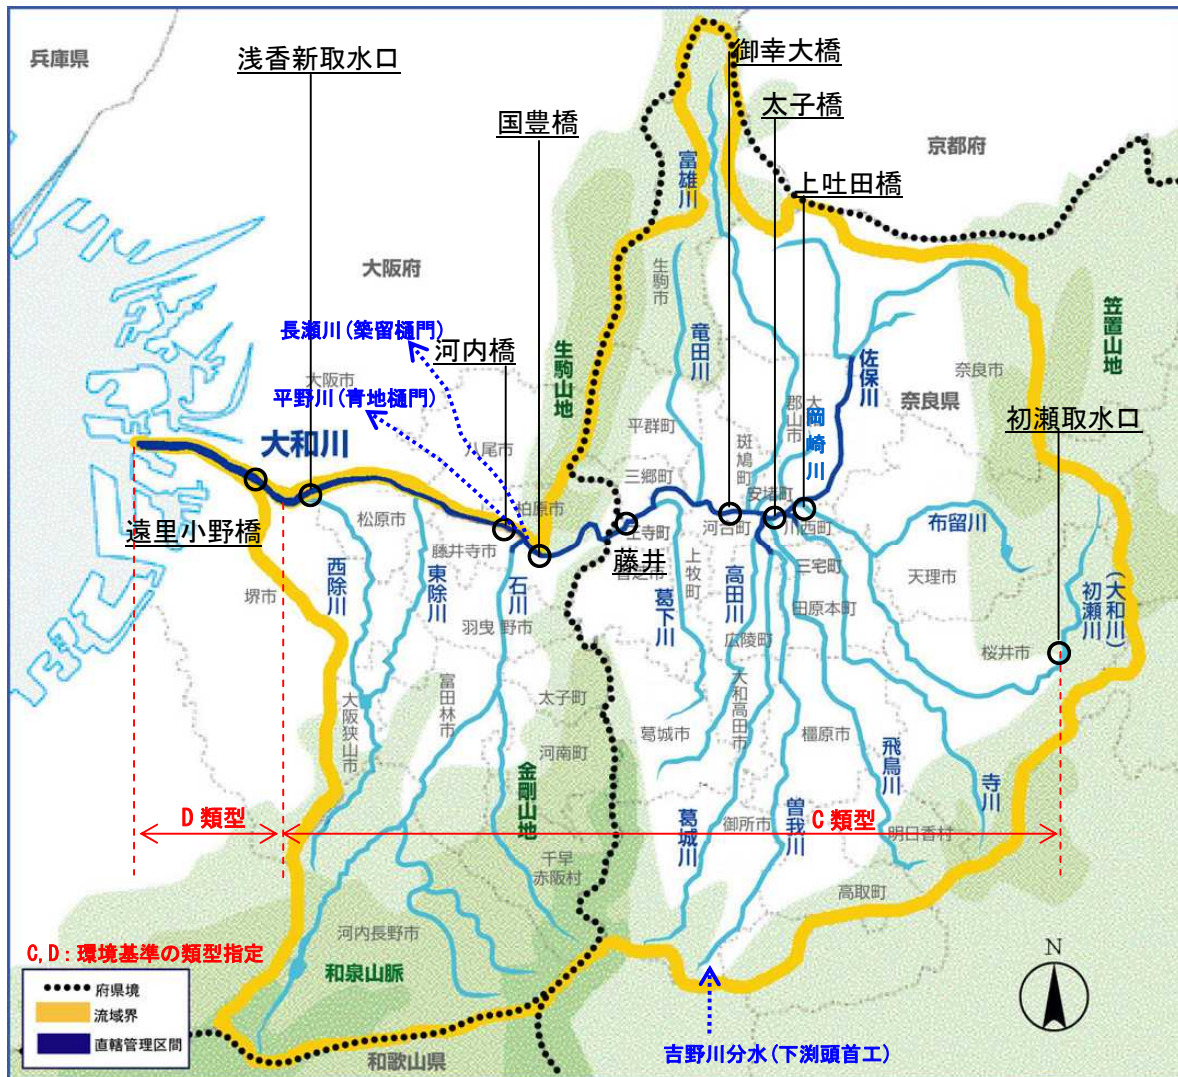 兵庫県
浅香新取水口
国豊橋
御幸大橋
太子橋
上吐田橋
京都府
富雄川
大阪府
生駒市
竜田川
笠置山地
長瀬川(築留樋門)
河内橋
生駒山地
佐保川
奈良市
奈良県
大阪市
平野川(青地樋門)
大和郡山市
岡崎川
初瀬取水口
大和川
八尾市
平群町
斑鳩町
三郷町
安堵町
柏原市
遠里小野橋
松原市
藤井寺市
王寺町
藤井
河合町
川西町
布留川
西除川
東除川
石川
香芝市
上牧町
葛下川
高田川
三宅町
天理市
(大和川)
初瀬川
堺市
羽曳野市
広陵町
田原本町
桜井市
大阪狭山市
富田林市
太子町
河南町
葛城市
大和高田市
橿原市
飛鳥川
寺川
金剛山地
D類型
C類型
葛城川
御所市
曽我川
明日香村
千早
赤阪村
高取町
河内長野市
和泉山脈
C,D:環境基準の類型指定
府県境
流域界
直轄管理区間
和歌山県
吉野川分水(下渕頭首工)
N